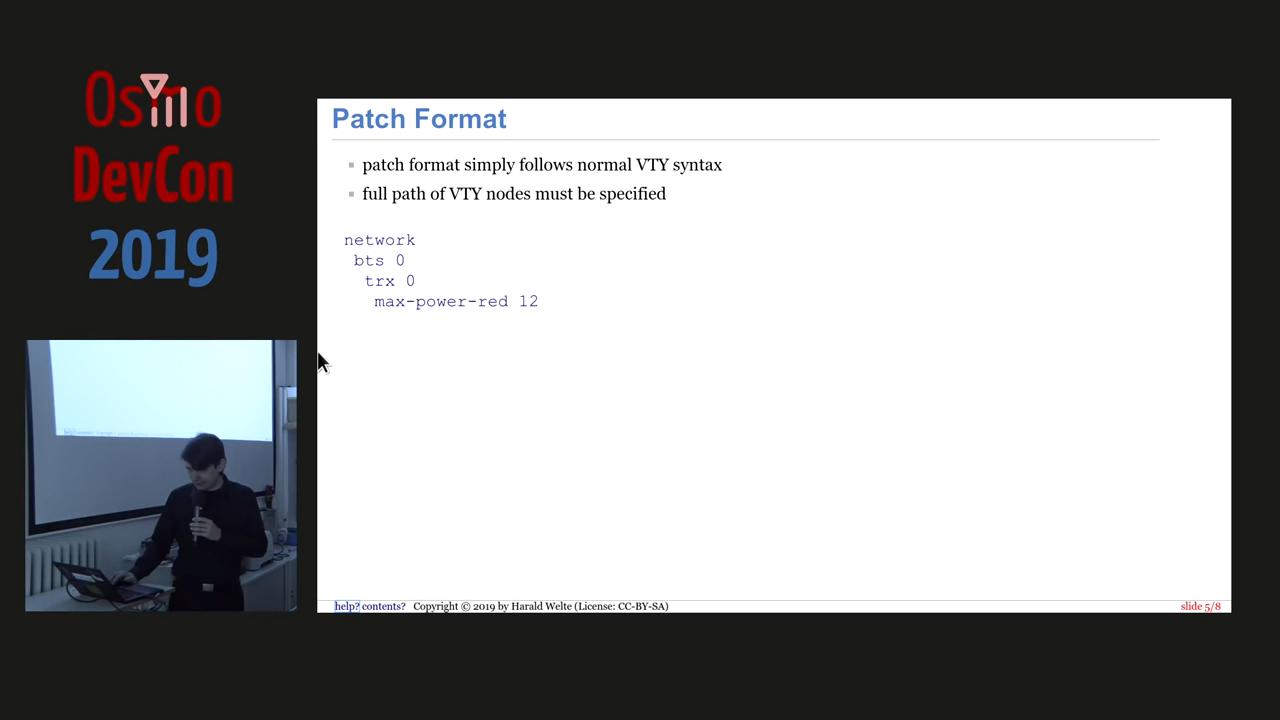 Osmo
DevCon
2019
Patch Format
patch format simply follows normal VTY syntax
full path of VTY nodes must be specified
network
bts 0
trx 0
max-power-red 12
help? contents? Copyright © 2019 by Harald Welte (License: CC-BY-SA)
slide 5/8